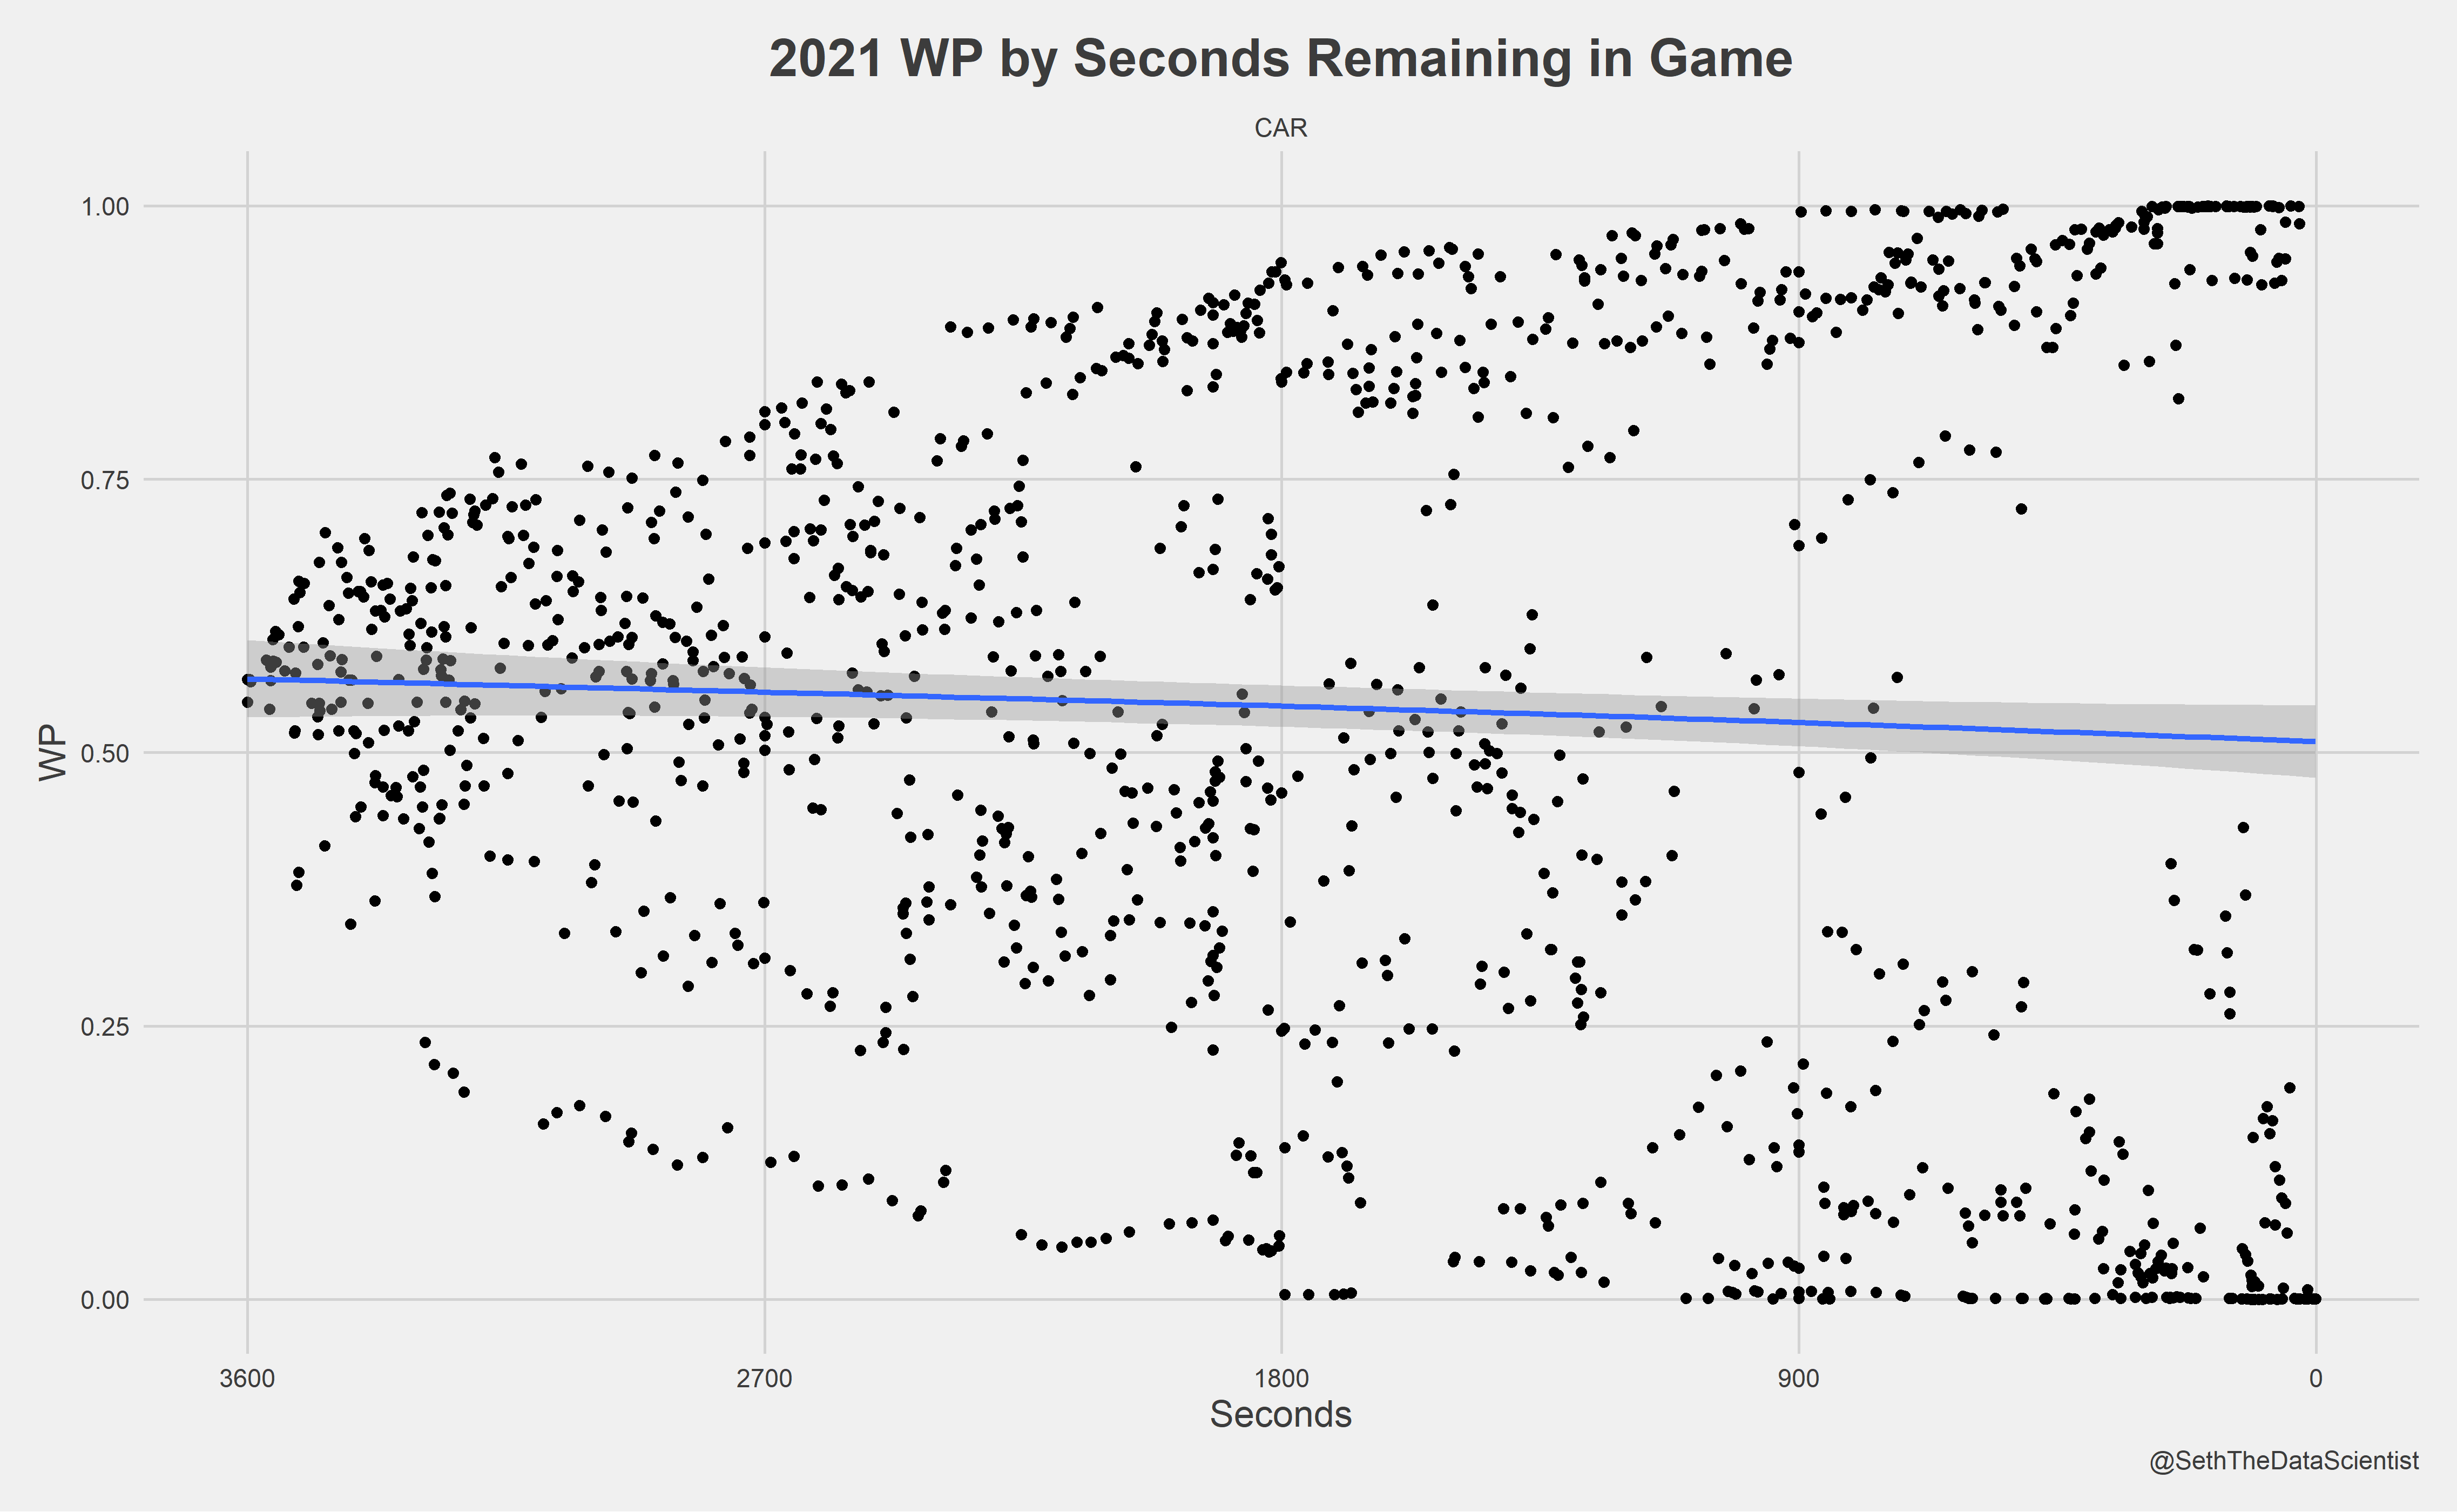 2021 WP by Seconds Remaining in Game
CAR
WP
1.00
0.75
0.50
0.25
0.00
3600 2700 1800 900 0
Seconds
@SethTheDataScientist